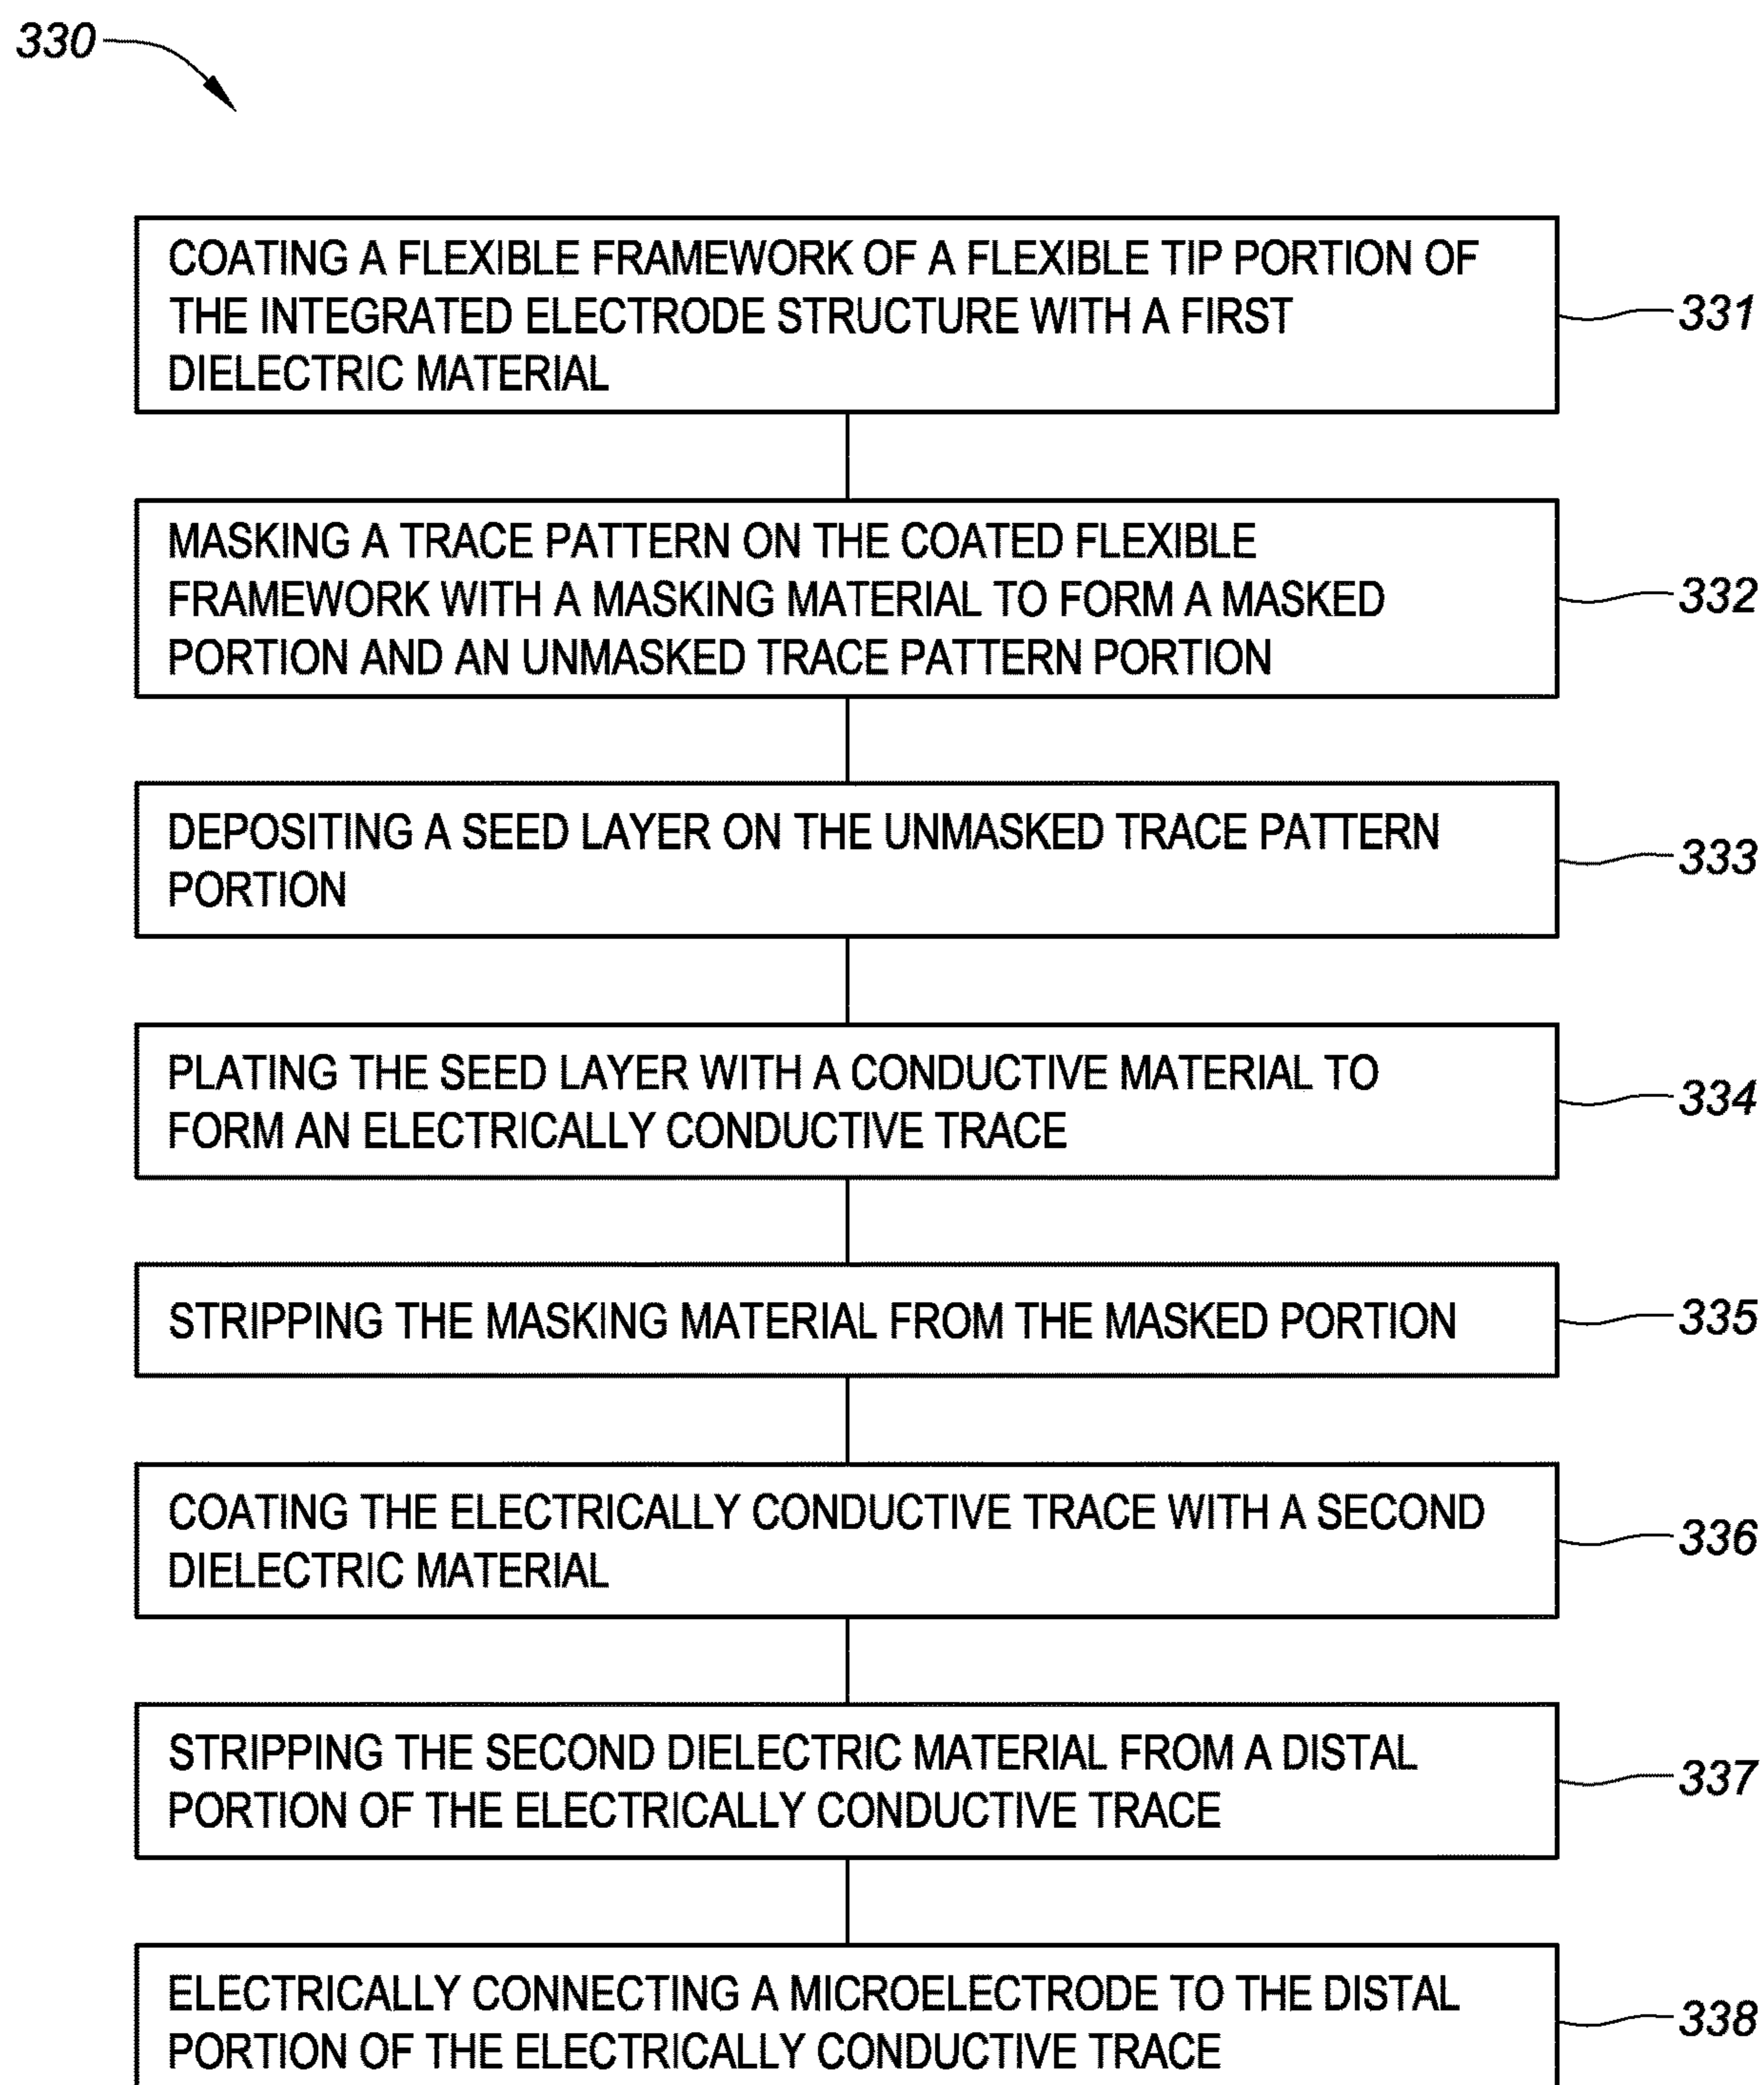 330
COATING A FLEXIBLE FRAMEWORK OF A FLEXIBLE TIP PORTION OF
THE INTEGRATED ELECTRODE STRUCTURE WITH A FIRST
DIELECTRIC MATERIAL
331
MASKING A TRACE PATTERN ON THE COATED FLEXIBLE
FRAMEWORK WITH A MASKING MATERIAL TO FORM A MASKED
PORTION AND AN UNMASKED TRACE PATTERN PORTION
332
DEPOSITING A SEED LAYER ON THE UNMASKED TRACE PATTERN
PORTION
333
PLATING THE SEED LAYER WITH A CONDUCTIVE MATERIAL TO
FORM AN ELECTRICALLY CONDUCTIVE TRACE
334
STRIPPING THE MASKING MATERIAL FROM THE MASKED PORTION
335
COATING THE ELECTRICALLY CONDUCTIVE TRACE WITH A SECOND
DIELECTRIC MATERIAL
336
STRIPPING THE SECOND DIELECTRIC MATERIAL FROM A DISTAL
PORTION OF THE ELECTRICALLY CONDUCTIVE TRACE
337
ELECTRICALLY CONNECTING A MICROELECTRODE TO THE DISTAL
PORTION OF THE ELECTRICALLY CONDUCTIVE TRACE
338